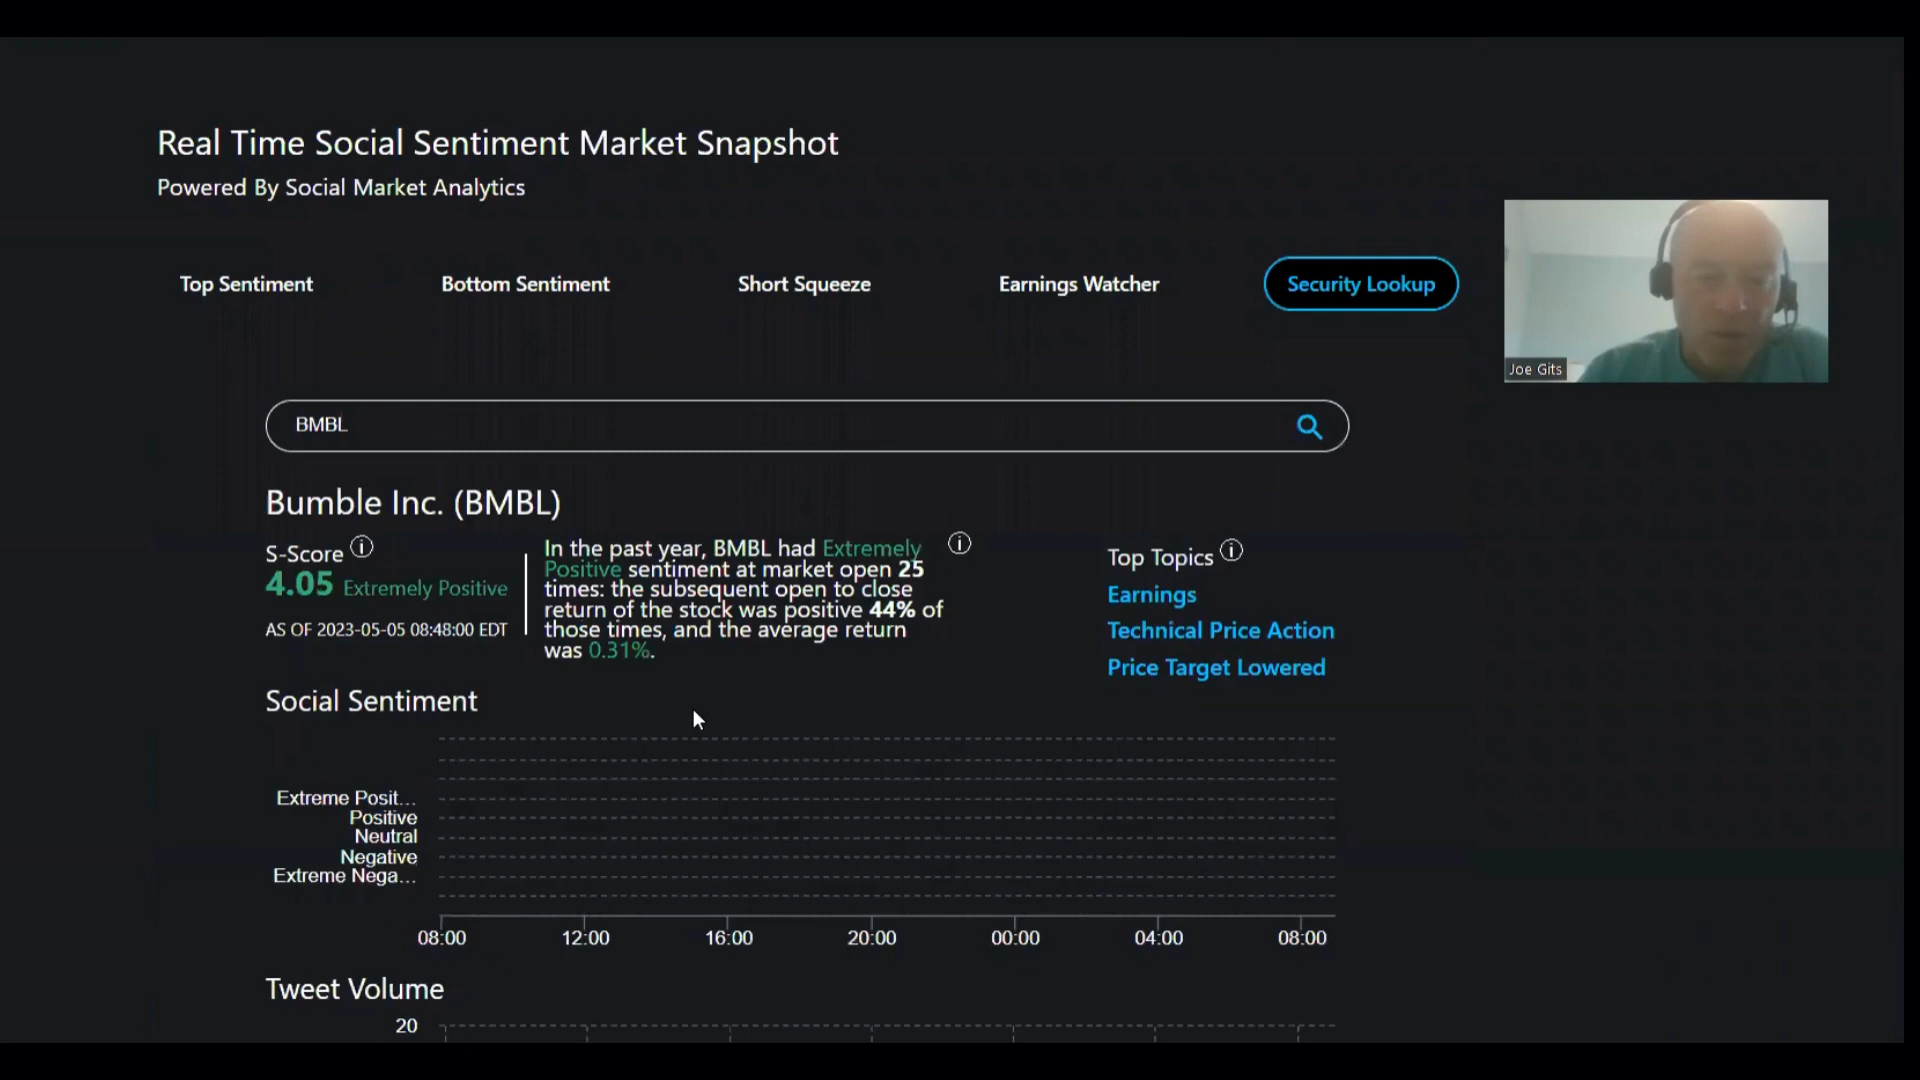 Real Time Social Sentiment Market Snapshot
Powered By Social Market Analytics
Top Sentiment
Bottom Sentiment
Short Squeeze
Earnings Watcher
Security Lookup
Joe Gits
BMBL
Bumble Inc. (BMBL)
S-Score
4.05 Extremely Positive
AS OF 2023-05-05 08:48:00 EDT
In the past year, BMBL had Extremely
Positive sentiment at market open 25
times: the subsequent open to close
return of the stock was positive 44% of
those times, and the average return
was 0.31%.
Top Topics
Earnings
Technical Price Action
Price Target Lowered
Social Sentiment
Extreme Posit...
Positive
Neutral
Negative
Extreme Nega...
08:00 12:00 16:00 20:00 00:00 04:00 08:00
Tweet Volume
20